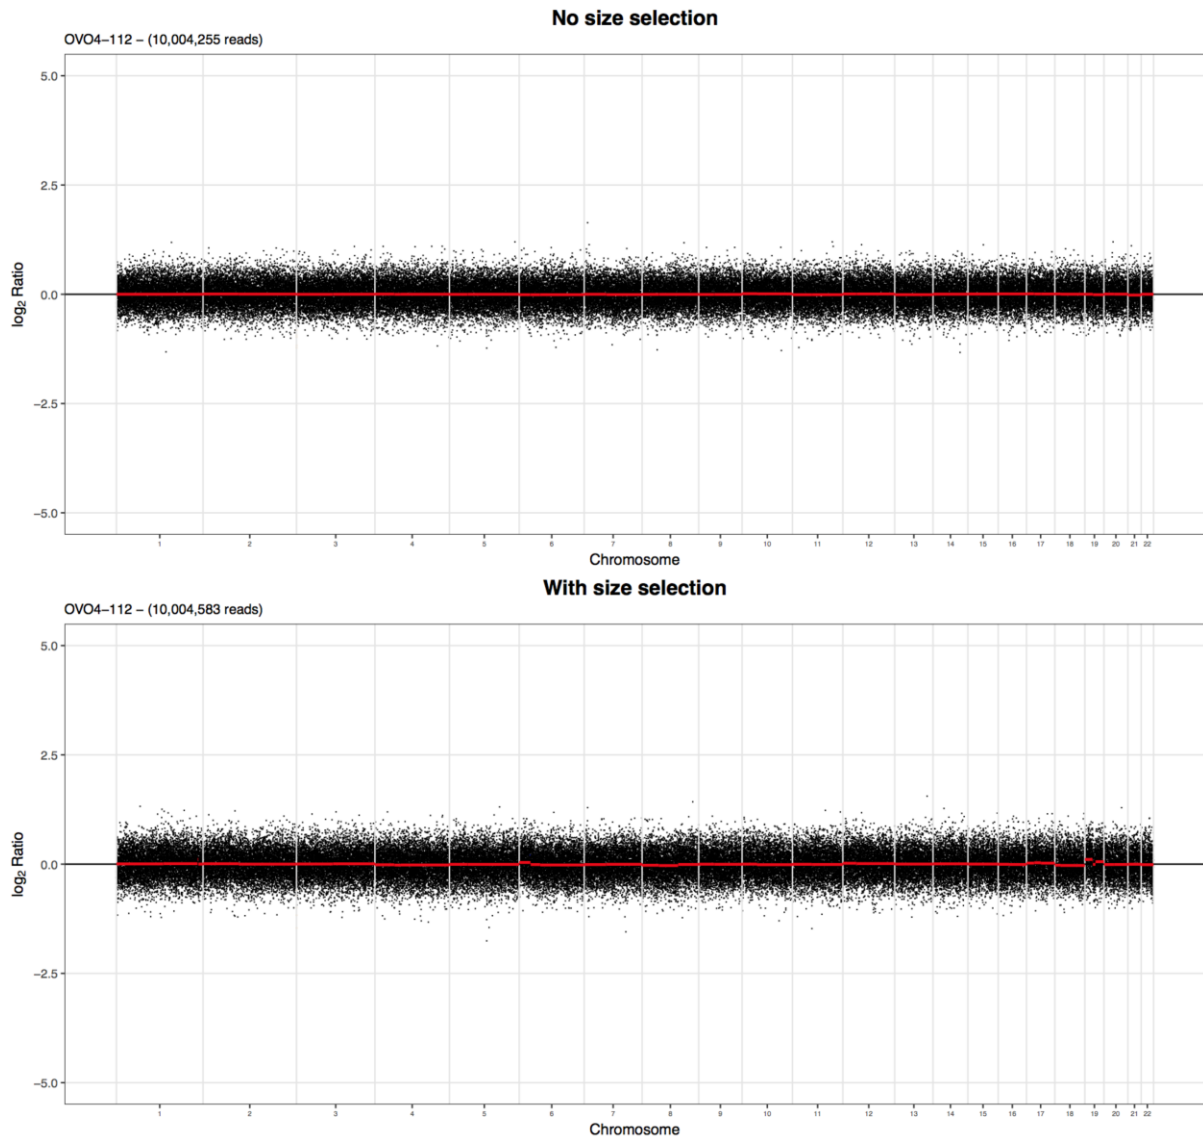 No size selection
OVO4−112 − (10,004,255 reads)
5.0
2.5
0.0
−2.5
−5.0
log2 Ratio
1 2 3 4 5 6 7 8 9 10 11 12 13 14 15 16 17 18 19 20 21 22
Chromosome
With size selection
OVO4−112 − (10,004,583 reads)
5.0
2.5
0.0
−2.5
−5.0
log2 Ratio
1 2 3 4 5 6 7 8 9 10 11 12 13 14 15 16 17 18 19 20 21 22
Chromosome